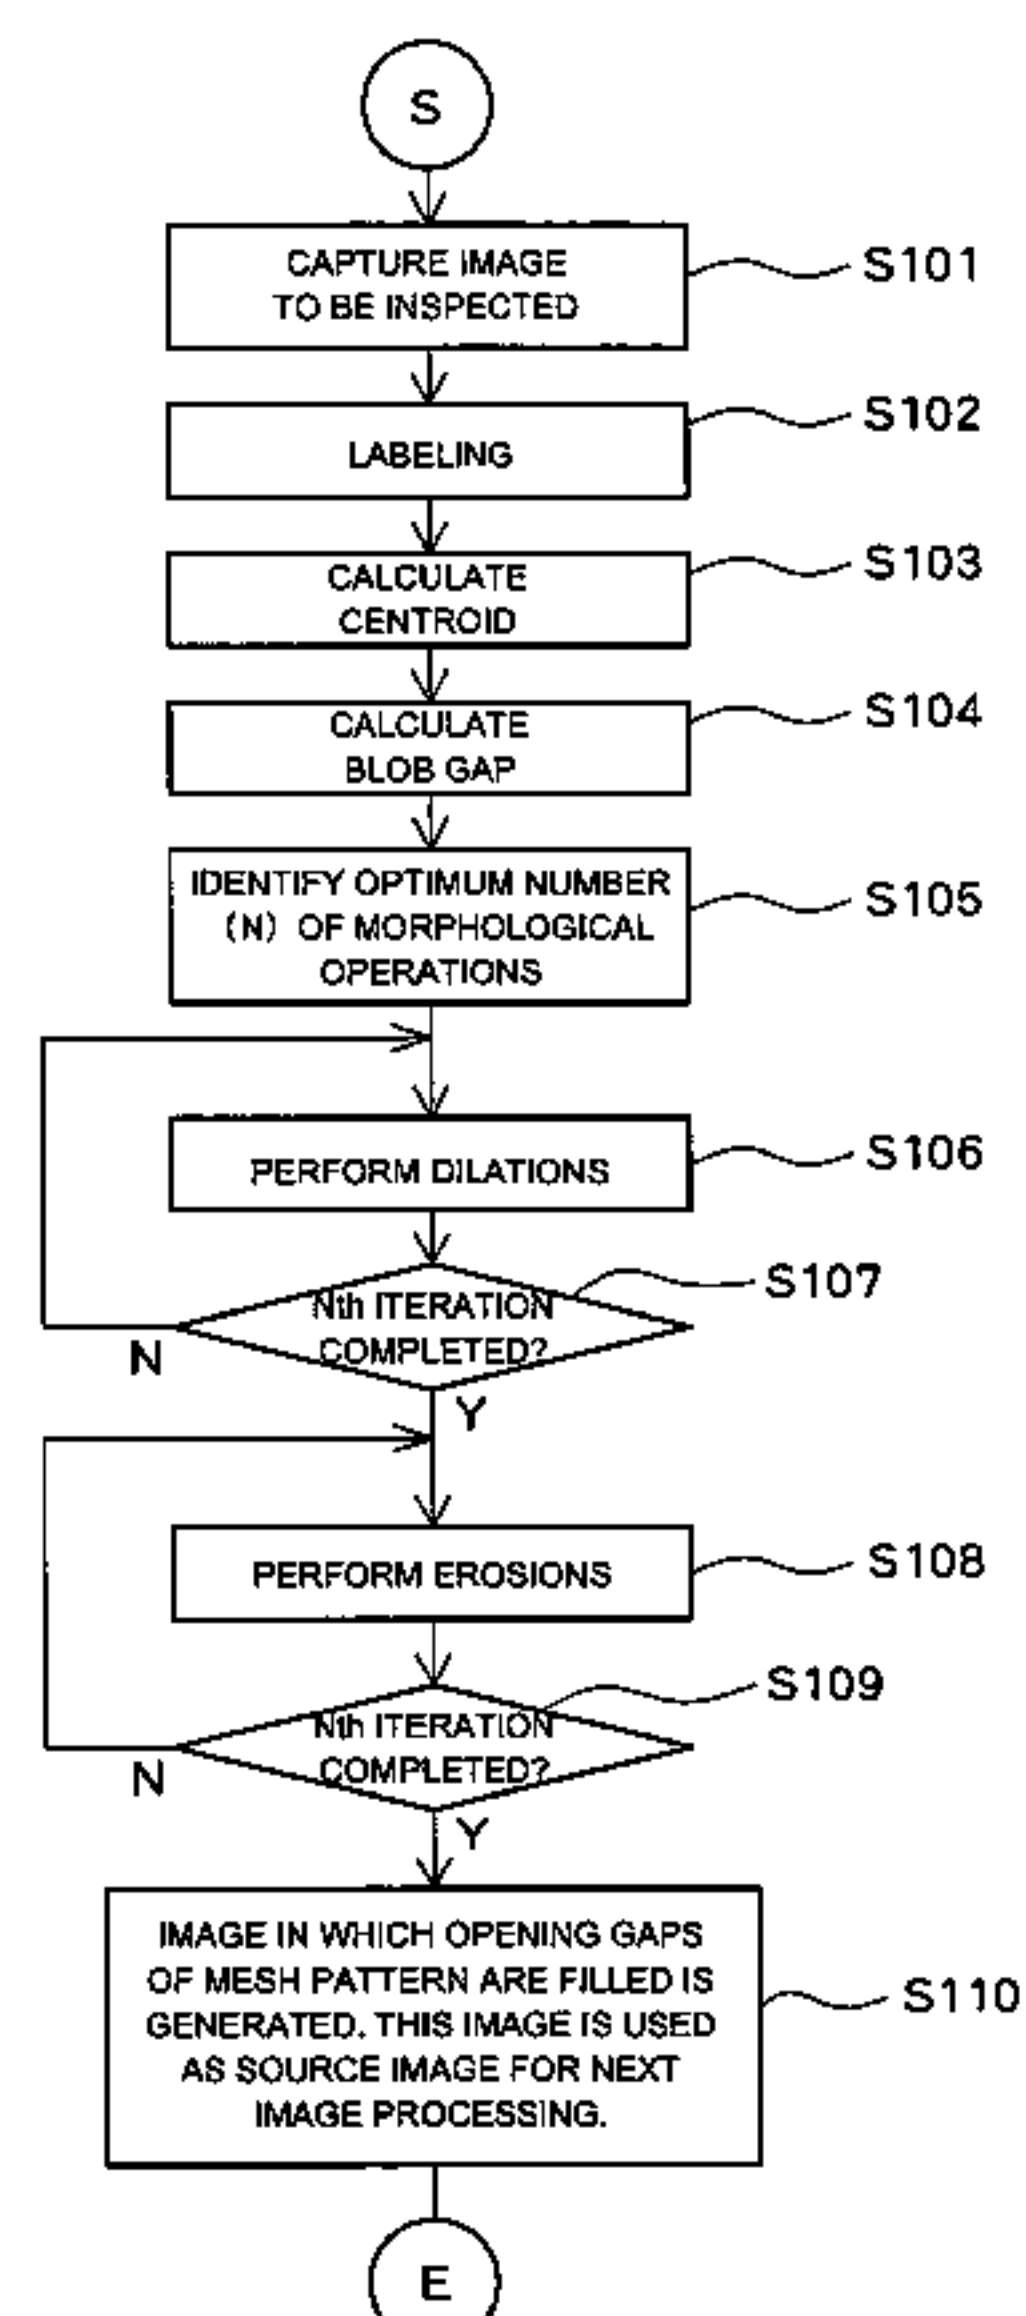 S
CAPTURE IMAGE
TO BE INSPECTED
S101
LABELING
S102
CALCULATE
CENTROID
S103
CALCULATE
BLOB GAP
S104
IDENTIFY OPTIMUM NUMBER
(N) OF MORPHOLOGICAL
OPERATIONS
S105
PERFORM DILATIONS
S106
Nth ITERATION
COMPLETED?
S107
N
Y
PERFORM EROSIONS
S108
Nth ITERATION
COMPLETED?
S109
N
Y
IMAGE IN WHICH OPENING GAPS
OF MESH PATTERN ARE FILLED IS
GENERATED. THIS IMAGE IS USED
AS SOURCE IMAGE FOR NEXT
IMAGE PROCESSING.
S110
E